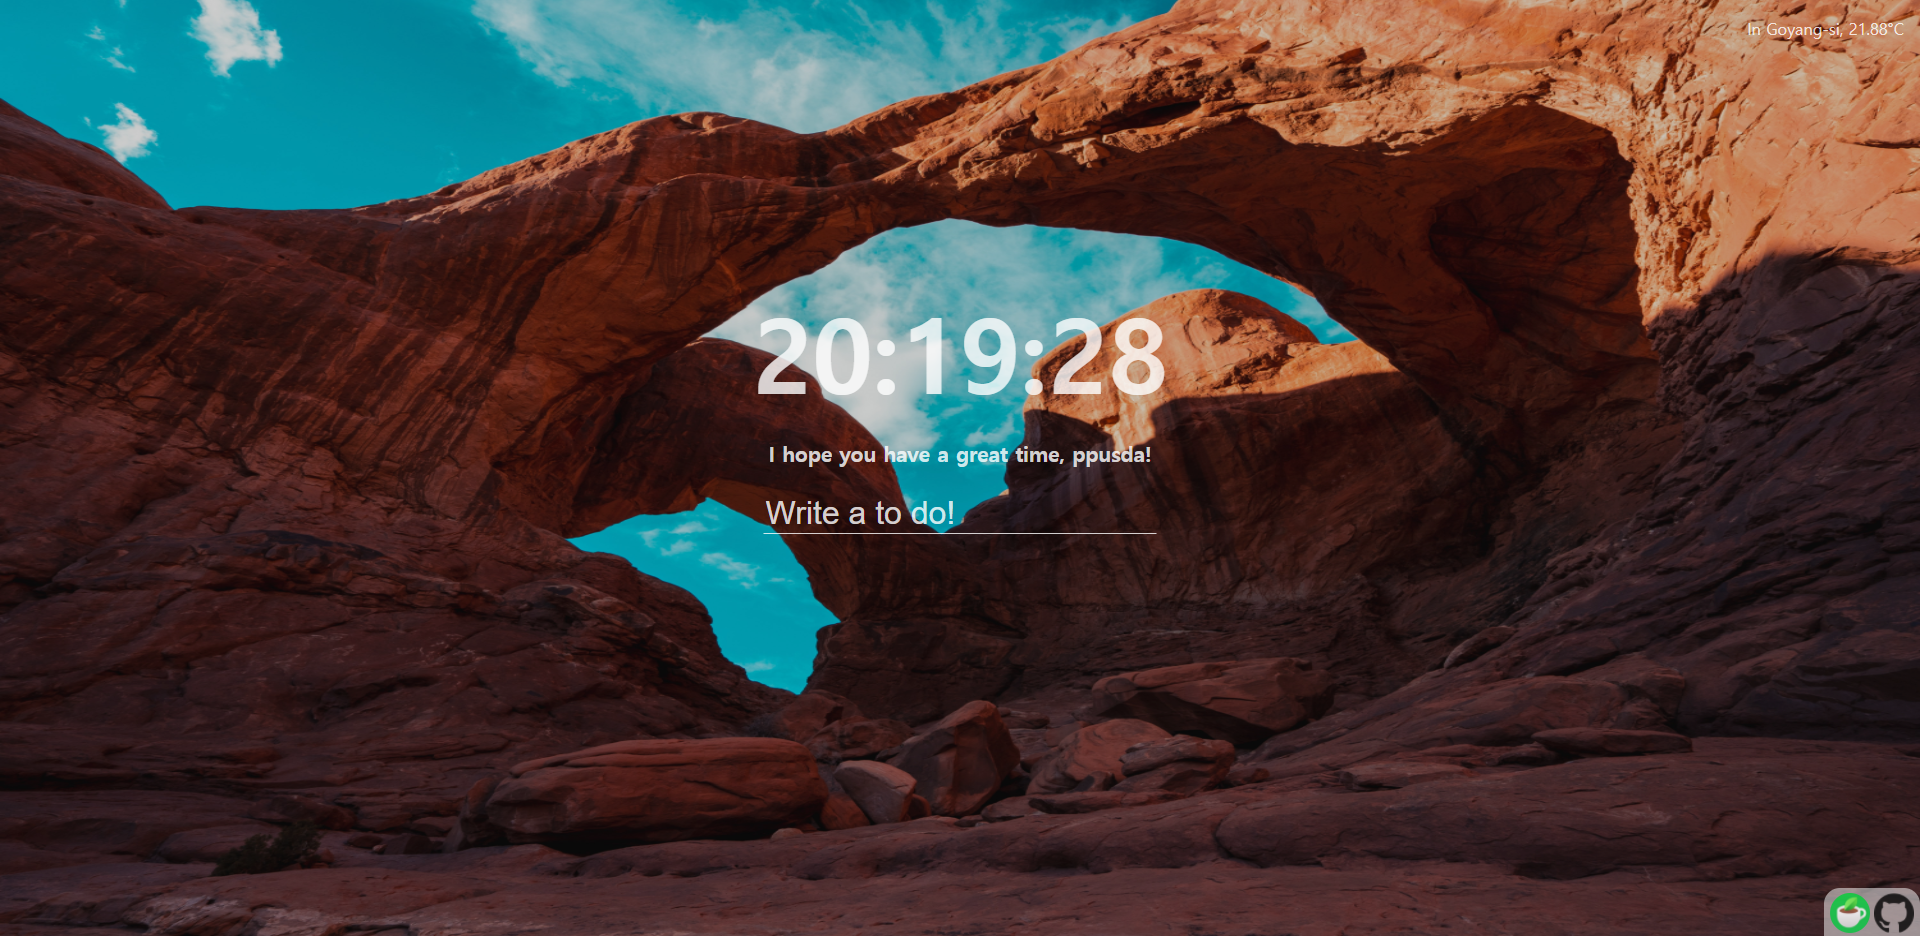 In Goyang-si, 21.88°C
20:19:28
I hope you have a great time, ppusda!
Write a to do!